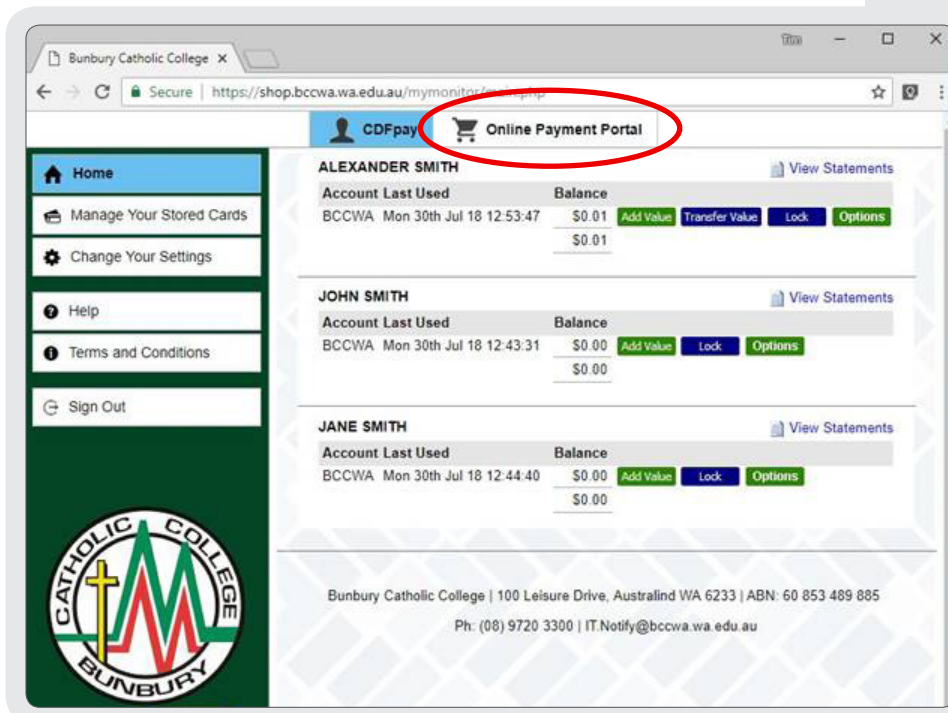 Tim
Bunbury Catholic College
Secure | https://shop.bccwa.wa.edu.au/mymonitor/main.php
CDFpay Online Payment Portal
Home
Manage Your Stored Cards
Change Your Settings
Help
Terms and Conditions
Sign Out
ALEXANDER SMITH View Statements
Account Last Used Balance
BCCWA Mon 30th Jul 18 12:53:47 $0.01 Add Value Transfer Value Lock Options
$0.01
JOHN SMITH View Statements
Account Last Used Balance
BCCWA Mon 30th Jul 18 12:43:31 $0.00 Add Value Lock Options
$0.00
JANE SMITH View Statements
Account Last Used Balance
BCCWA Mon 30th Jul 18 12:44:40 $0.00 Add Value Lock Options
$0.00
CATHOLIC COLLEGE
BUNBURY
Bunbury Catholic College | 100 Leisure Drive, Australind WA 6233 | ABN: 60 853 489 885
Ph: (08) 9720 3300 | IT.Notify@bccwa.wa.edu.au